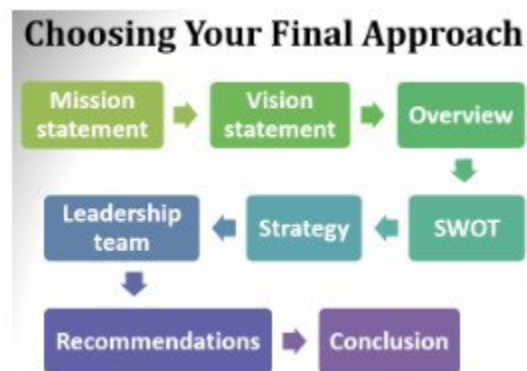 Choosing Your Final Approach
Mission
statement
Vision
statement
Overview
SWOT
Strategy
Leadership
team
Recommendations
Conclusion